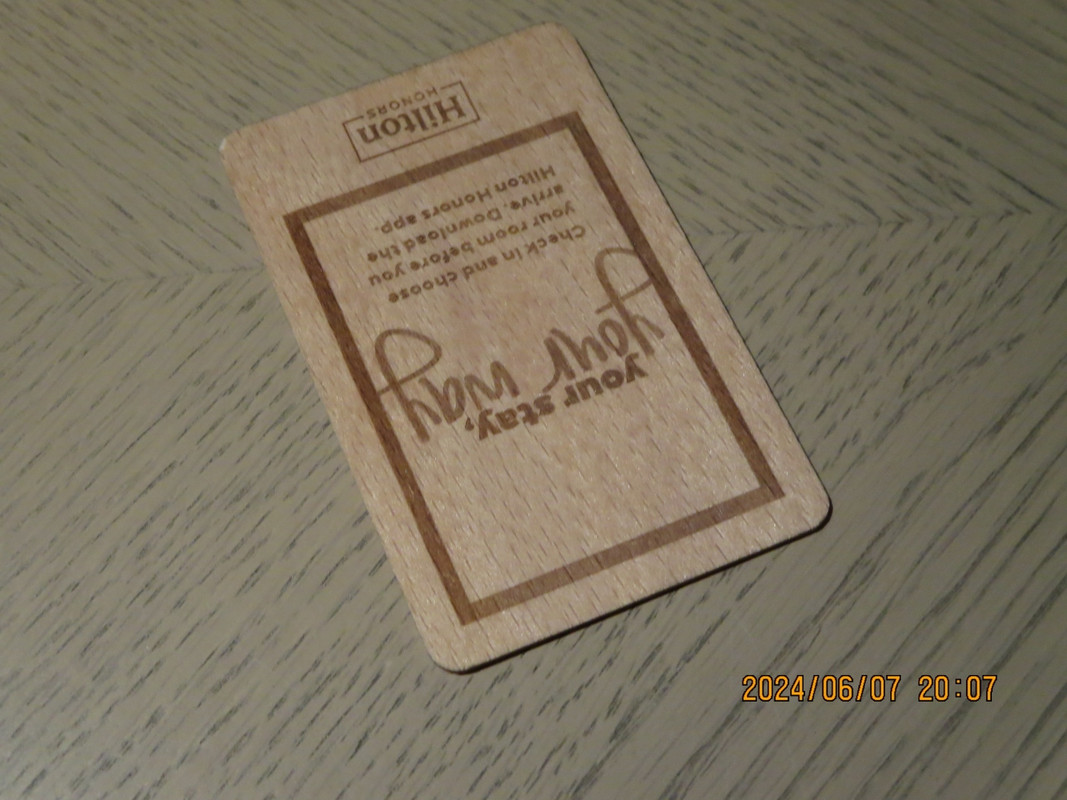 your stay,
your way
Check in and choose
your room before you
arrive. Download the
Hilton Honors app.
Hilton
HONORS
2024/06/07 20:07